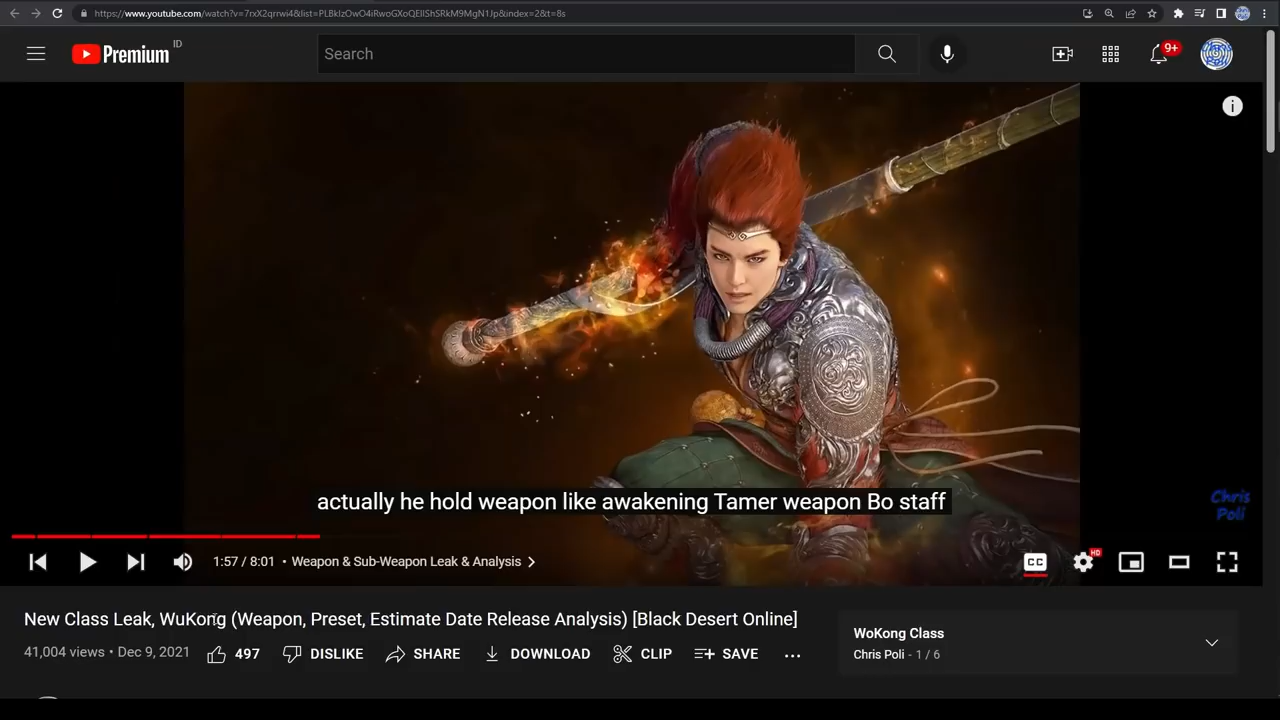 https://www.youtube.com/watch?v=7rxX2qrrwi4&list=PLBkIzOwO4iRwoGXoQEIlShSRkM9MgN1Jp&index=2&t=8s
Premium ID
Search
9+
actually he hold weapon like awakening Tamer weapon Bo staff
Chris
Poli
1:57 / 8:01 • Weapon & Sub-Weapon Leak & Analysis
CC
HD
New Class Leak, WuKong (Weapon, Preset, Estimate Date Release Analysis) [Black Desert Online]
41,004 views • Dec 9, 2021
497
DISLIKE
SHARE
DOWNLOAD
CLIP
SAVE
WoKong Class
Chris Poli - 1 / 6